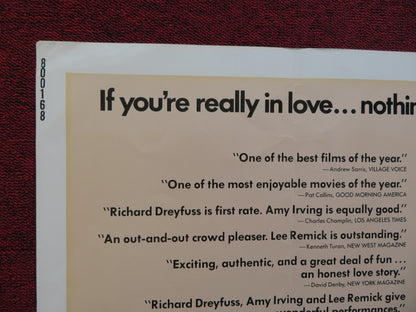 800168
If you're really in love... nothin
"One of the best films of the year."
—Andrew Sarris, VILLAGE VOICE
"One of the most enjoyable movies of the year."
—Pat Collins, GOOD MORNING AMERICA
"Richard Dreyfuss is first rate. Amy Irving is equally good."
—Charles Champlin, LOS ANGELES TIMES
"An out-and-out crowd pleaser. Lee Remick is outstanding."
—Kenneth Turan, NEW WEST MAGAZINE
"Exciting, authentic, and a great deal of fun...
an honest love story."
—David Denby, NEW YORK MAGAZINE
"Richard Dreyfuss, Amy Irving and Lee Remick give
wonderful performances."